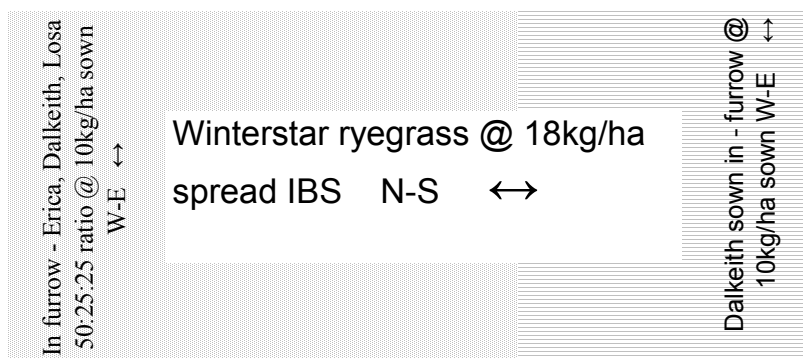 In furrow - Erica, Dalkeith, Losa
50:25:25 ratio @ 10kg/ha sown
W-E ↔
Winterstar ryegrass @ 18kg/ha
spread IBS N-S ↔
Dalkeith sown in - furrow @
10kg/ha sown W-E ↔